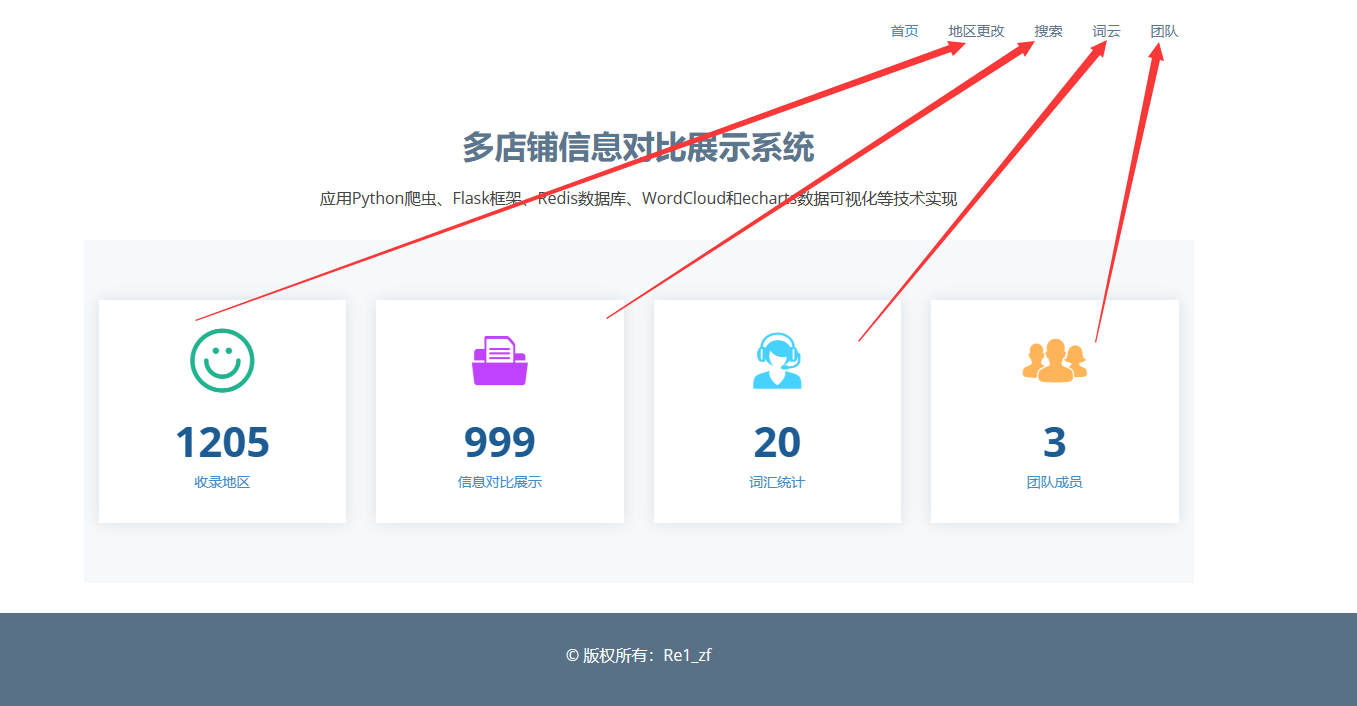 首页 地区更改 搜索 词云 团队
多店铺信息对比展示系统
应用Python爬虫、Flask框架、Redis数据库、WordCloud和echarts数据可视化等技术实现
1205 999 20 3
收录地区 信息对比展示 词汇统计 团队成员
© 版权所有：Re1_zf